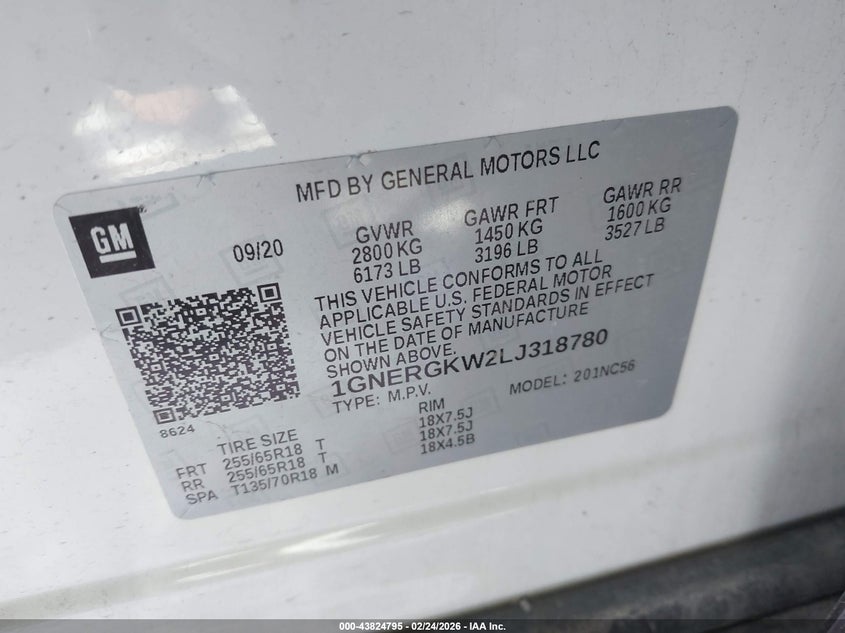 MFD BY GENERAL MOTORS LLC
GM
09/20
GVWR
2800 KG
6173 LB
GAWR FRT
1450 KG
3196 LB
GAWR RR
1600 KG
3527 LB
THIS VEHICLE CONFORMS TO ALL
APPLICABLE U.S. FEDERAL MOTOR
VEHICLE SAFETY STANDARDS IN EFFECT
ON THE DATE OF MANUFACTURE
SHOWN ABOVE.
1GNERGKW2LJ318780
TYPE: M.P.V.
MODEL: 201NC56
8624
TIRE SIZE
RIM
FRT 255/65R18 T 18X7.5J
RR 255/65R18 T 18X7.5J
SPA T135/70R18 M 18X4.5B
000-43824795 - 02/24/2026 - IAA Inc.